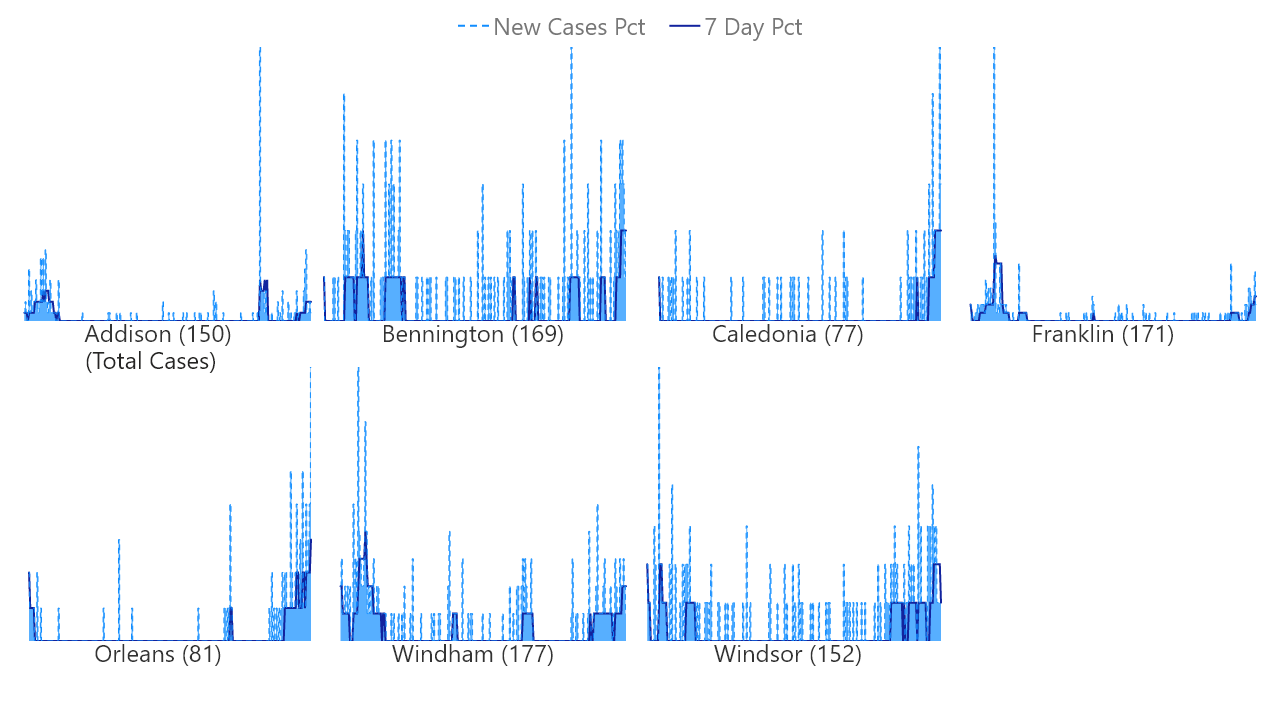 New Cases Pct 7 Day Pct
Addison (150) Bennington (169) Caledonia (77) Franklin (171)
(Total Cases)
Orleans (81) Windham (177) Windsor (152)